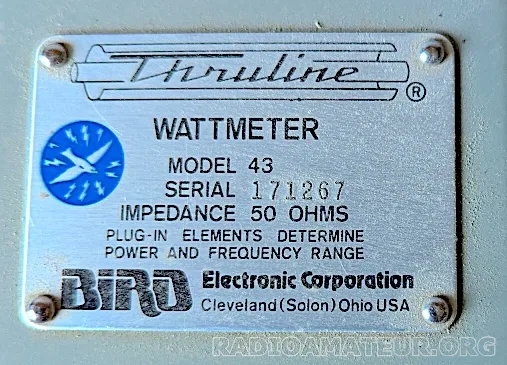 Thruline
®
WATTMETER
MODEL 43
SERIAL 171267
IMPEDANCE 50 OHMS
PLUG-IN ELEMENTS DETERMINE
POWER AND FREQUENCY RANGE
BIRD Electronic Corporation
Cleveland (Solon) Ohio USA
RADIOAMATEUR.ORG